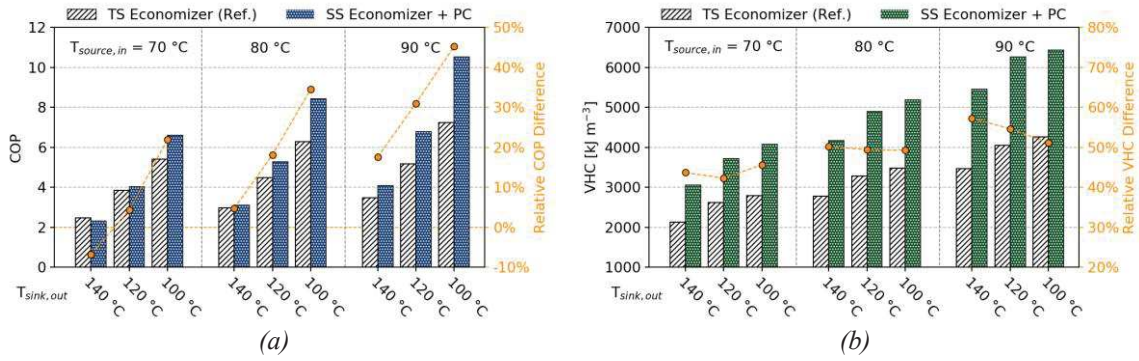 TS Economizer (Ref.) SS Economizer + PC
T_source,in = 70 °C 80 °C 90 °C
12
10
8
6
4
2
0
COP
50%
40%
30%
20%
10%
0%
-10%
Relative COP Difference
T_sink,out
140 °C 120 °C 100 °C 140 °C 120 °C 100 °C 140 °C 120 °C 100 °C
(a)
TS Economizer (Ref.) SS Economizer + PC
T_source,in = 70 °C 80 °C 90 °C
7000
6000
5000
4000
3000
2000
1000
VHC [kJ m⁻³]
80%
70%
60%
50%
40%
30%
20%
Relative VHC Difference
T_sink,out
140 °C 120 °C 100 °C 140 °C 120 °C 100 °C 140 °C 120 °C 100 °C
(b)